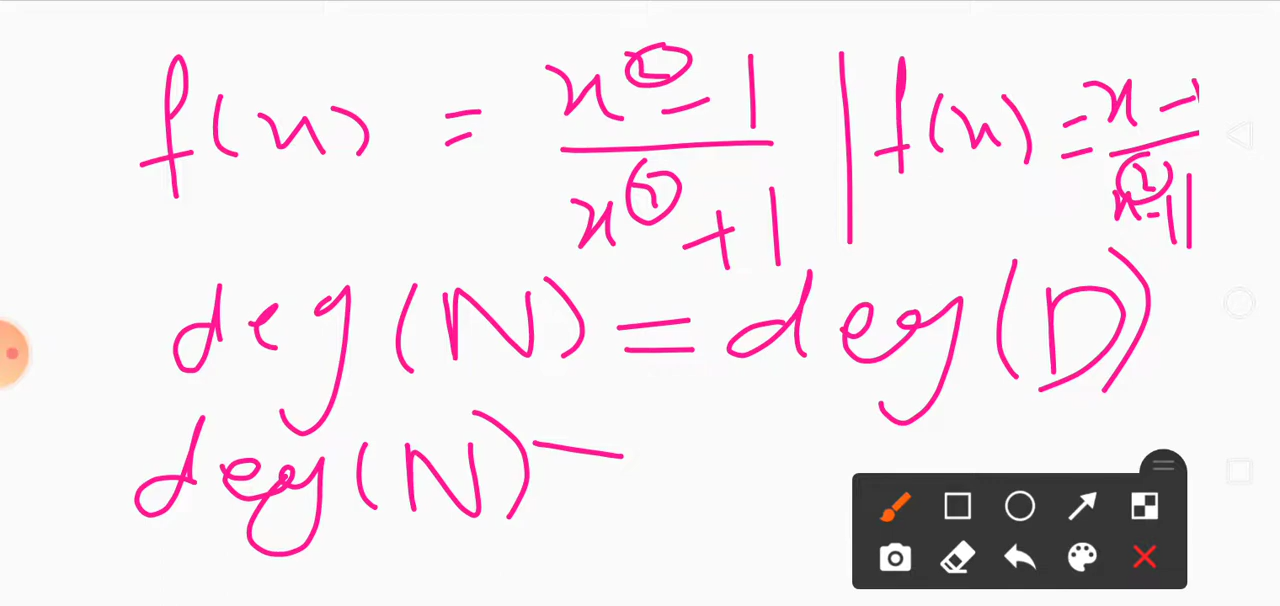 f(x) = x²-1 / x²+1 | f(x) = x- / x²-1
deg(N) = deg(D)
deg(N)